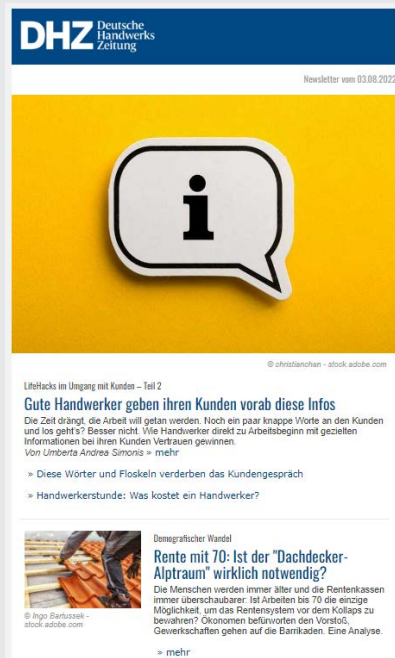 DHZ Deutsche
Handwerks
Zeitung
Newsletter vom 03.08.2022
i
© christianchan - stock.adobe.com
LifeHacks im Umgang mit Kunden – Teil 2
Gute Handwerker geben ihren Kunden vorab diese Infos
Die Zeit drängt, die Arbeit will getan werden. Noch ein paar knappe Worte an den Kunden
und los geht's? Besser nicht. Wie Handwerker direkt zu Arbeitsbeginn mit gezielten
Informationen bei ihren Kunden Vertrauen gewinnen.
Von Umberta Andrea Simonis » mehr
» Diese Wörter und Floskeln verderben das Kundengespräch
» Handwerkerstunde: Was kostet ein Handwerker?
Demografischer Wandel
Rente mit 70: Ist der "Dachdecker-
Alptraum" wirklich notwendig?
Die Menschen werden immer älter und die Rentenkassen
immer überschaubarer. Ist Arbeiten bis 70 die einzige
Möglichkeit, um das Rentensystem vor dem Kollaps zu
bewahren? Ökonomen befürworten den Vorstoß,
Gewerkschaften gehen auf die Barrikaden. Eine Analyse.
» mehr
© Ingo Bartussek -
stock.adobe.com